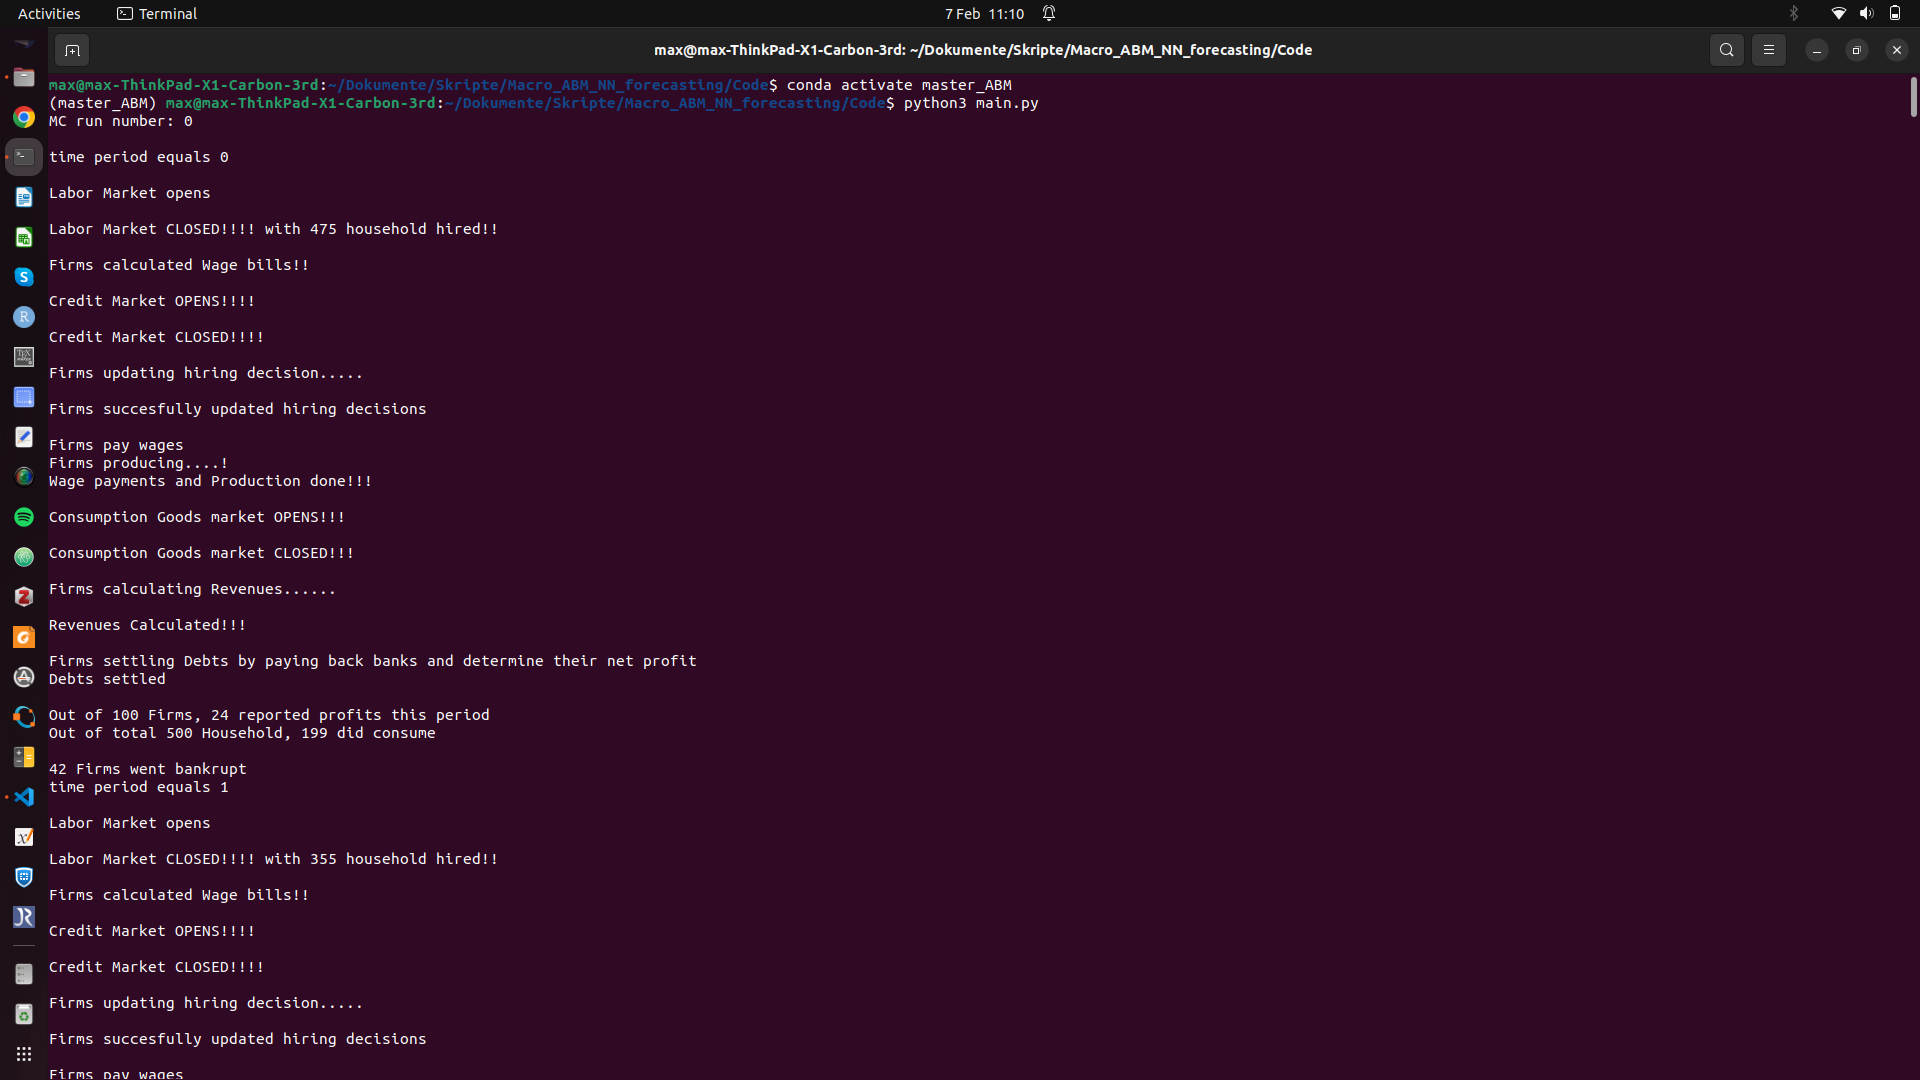 Activities
Terminal
7 Feb 11:10
max@max-ThinkPad-X1-Carbon-3rd: ~/Dokumente/Skripte/Macro_ABM_NN_forecasting/Code
max@max-ThinkPad-X1-Carbon-3rd:~/Dokumente/Skripte/Macro_ABM_NN_forecasting/Code$ conda activate master_ABM
(master_ABM) max@max-ThinkPad-X1-Carbon-3rd:~/Dokumente/Skripte/Macro_ABM_NN_forecasting/Code$ python3 main.py
MC run number: 0
time period equals 0
Labor Market opens
Labor Market CLOSED!!!! with 475 household hired!!
Firms calculated Wage bills!!
Credit Market OPENS!!!!
Credit Market CLOSED!!!!
Firms updating hiring decision.....
Firms succesfully updated hiring decisions
Firms pay wages
Firms producing....!
Wage payments and Production done!!!
Consumption Goods market OPENS!!!
Consumption Goods market CLOSED!!!
Firms calculating Revenues......
Revenues Calculated!!!
Firms settling Debts by paying back banks and determine their net profit
Debts settled
Out of 100 Firms, 24 reported profits this period
Out of total 500 Household, 199 did consume
42 Firms went bankrupt
time period equals 1
Labor Market opens
Labor Market CLOSED!!!! with 355 household hired!!
Firms calculated Wage bills!!
Credit Market OPENS!!!!
Credit Market CLOSED!!!!
Firms updating hiring decision.....
Firms succesfully updated hiring decisions
Firms pay wages